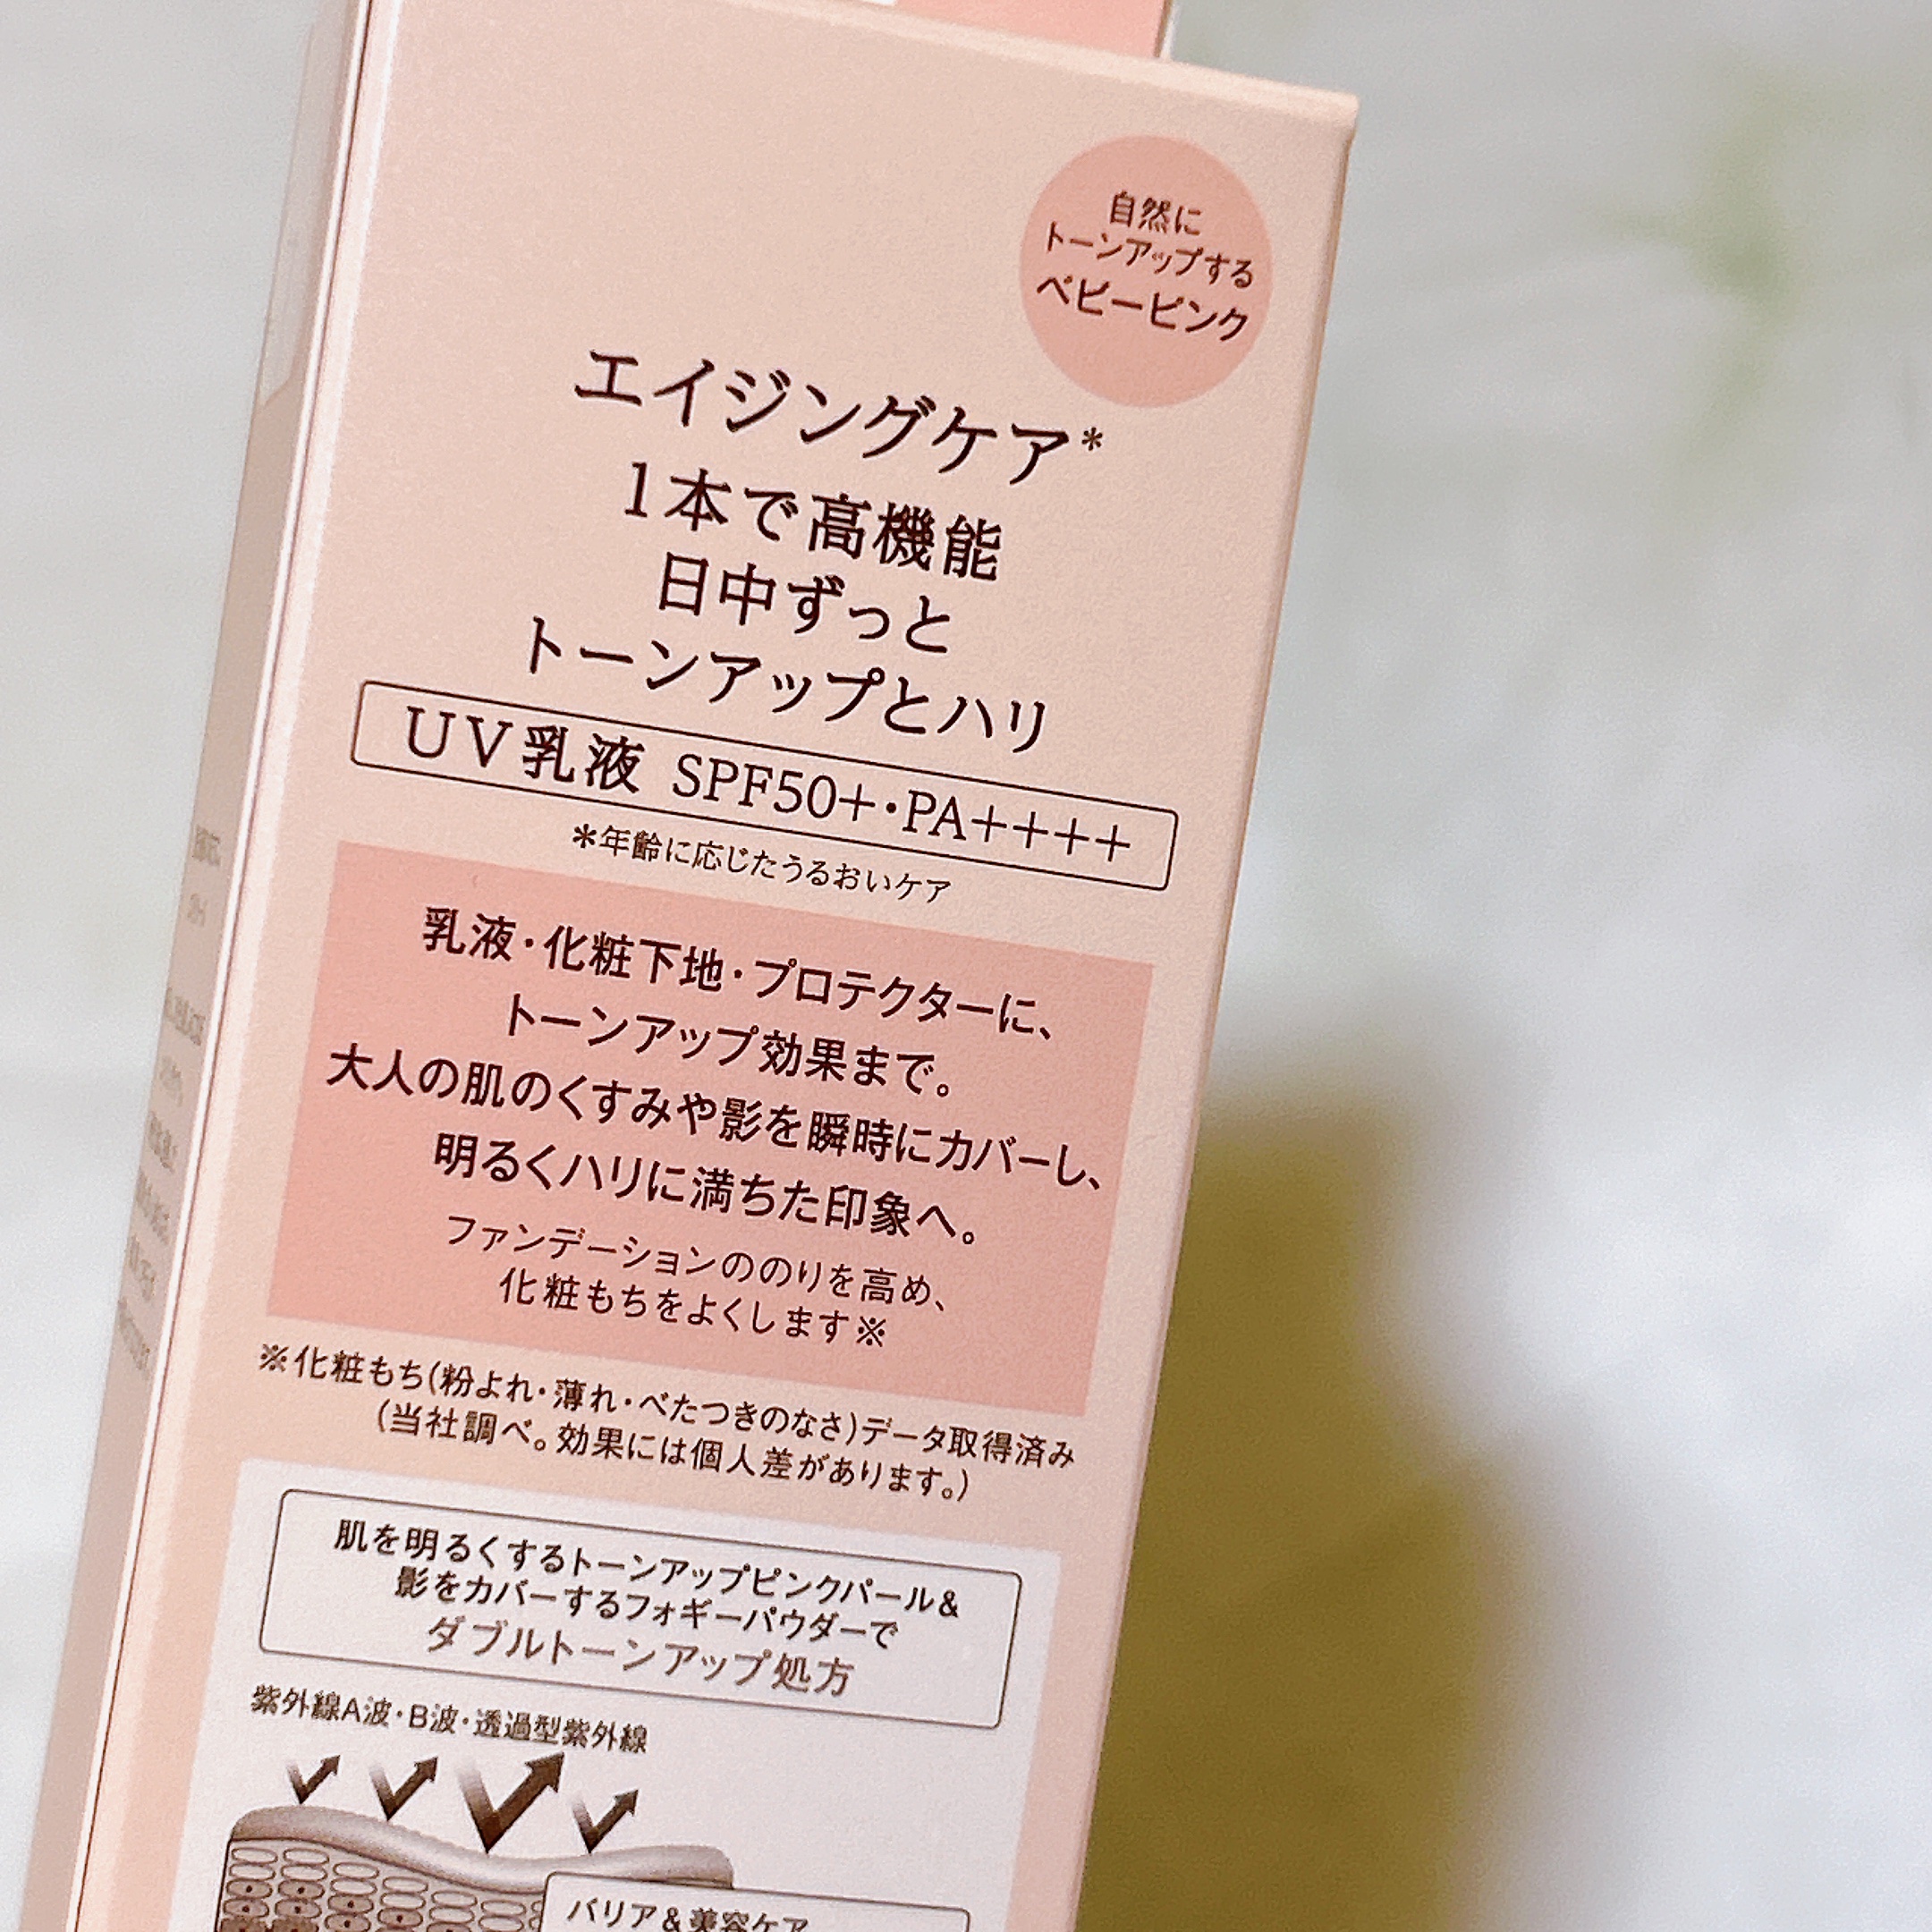 自然に
トーンアップする
ベビーピンク
エイジングケア*
1本で高機能
日中ずっと
トーンアップとハリ
UV乳液 SPF50+・PA++++
*年齢に応じたうるおいケア
乳液・化粧下地・プロテクターに、
トーンアップ効果まで。
大人の肌のくすみや影を瞬時にカバーし、
明るくハリに満ちた印象へ。
ファンデーションののりを高め、
化粧もちをよくします※
※化粧もち(粉よれ・薄れ・べたつきのなさ)データ取得済み
(当社調べ。効果には個人差があります。)
肌を明るくするトーンアップピンクパール&
影をカバーするフォギーパウダーで
ダブルトーンアップ処方
紫外線A波・B波・透過型紫外線
バリア&美容ケア